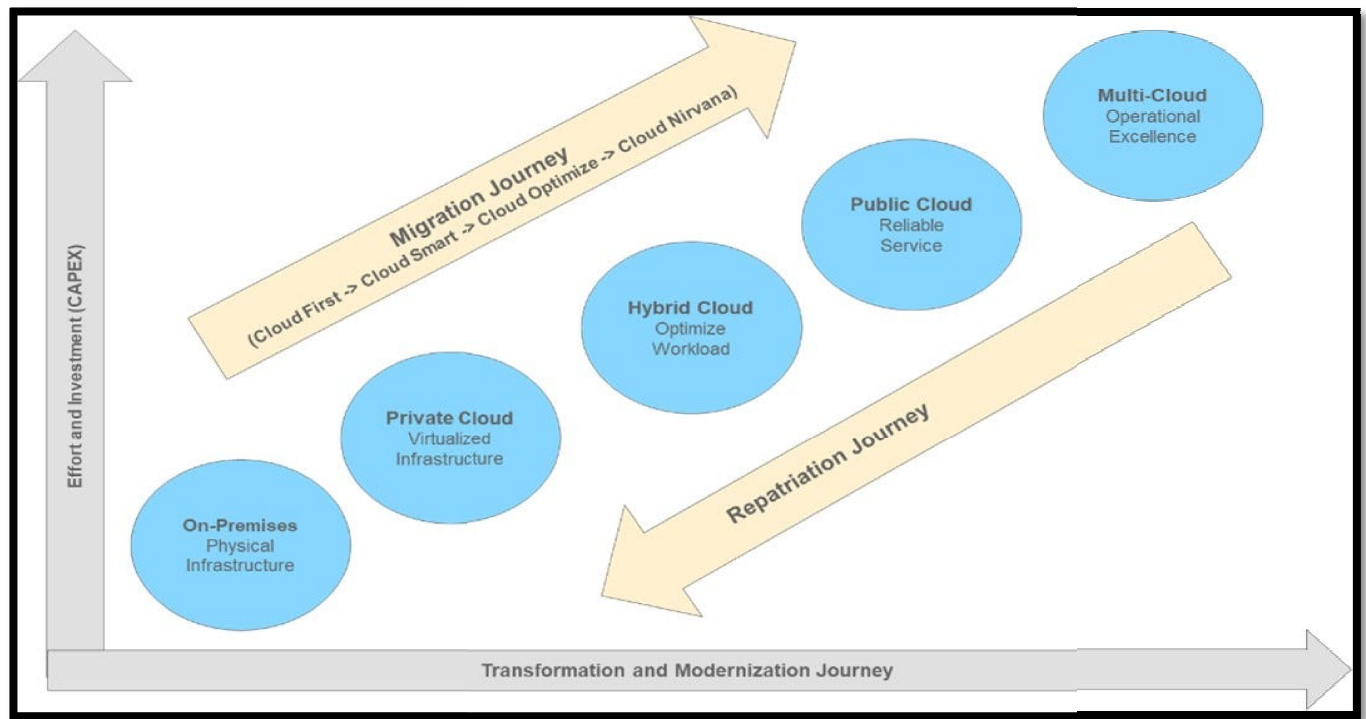 Effort and Investment (CAPEX)
Migration Journey
(Cloud First -> Cloud Smart -> Cloud Optimize -> Cloud Nirvana)
Multi-Cloud
Operational
Excellence
Public Cloud
Reliable
Service
Hybrid Cloud
Optimize
Workload
Private Cloud
Virtualized
Infrastructure
On-Premises
Physical
Infrastructure
Repatriation Journey
Transformation and Modernization Journey